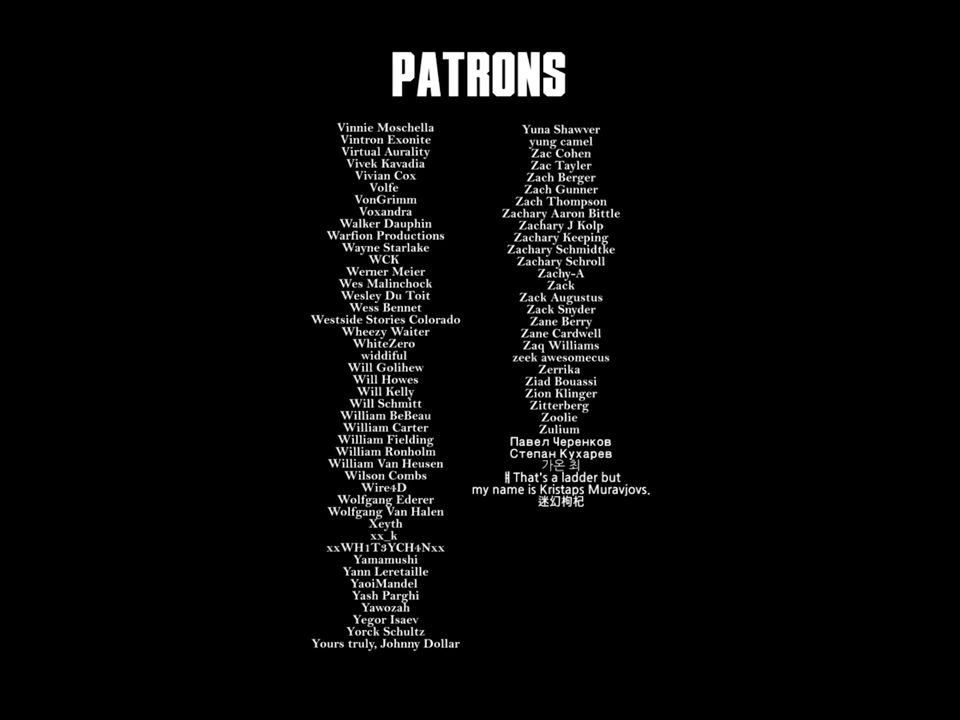 PATRONS
Vinnie Moschella
Vintron Exonite
Virtual Aurality
Vivek Kavadia
Vivian Cox
Volfe
VonGrimm
Voxandra
Walker Dauphin
Warfion Productions
Wayne Starlake
WCK
Werner Meier
Wes Malinchock
Wesley Du Toit
Wess Bennet
Westside Stories Colorado
Wheezy Waiter
WhiteZero
widdiful
Will Golihew
Will Howes
Will Kelly
Will Schmitt
William BeBeau
William Carter
William Fielding
William Ronholm
William Van Heusen
Wilson Combs
Wire4D
Wolfgang Ederer
Wolfgang Van Halen
Xeyth
xx_k
xxWH1T3YCH4Nxx
Yamamushi
Yann Leretaille
YaoiMandel
Yash Parghi
Yawozah
Yegor Isaev
Yorck Schultz
Yours truly, Johnny Dollar
Yuna Shawver
yung camel
Zac Cohen
Zac Tayler
Zach Berger
Zach Gunner
Zach Thompson
Zachary Aaron Bittle
Zachary J Kolp
Zachary Keeping
Zachary Schmidtke
Zachary Schroll
Zachy-A
Zack
Zack Augustus
Zack Snyder
Zane Berry
Zane Cardwell
Zaq Williams
zeek awesomecus
Zerrika
Ziad Bouassi
Zion Klinger
Zitterberg
Zoolie
Zulium
Павел Черенков
Степан Кухарев
가온 최
That's a ladder but
my name is Kristaps Muravjovs.
迷幻枸杞